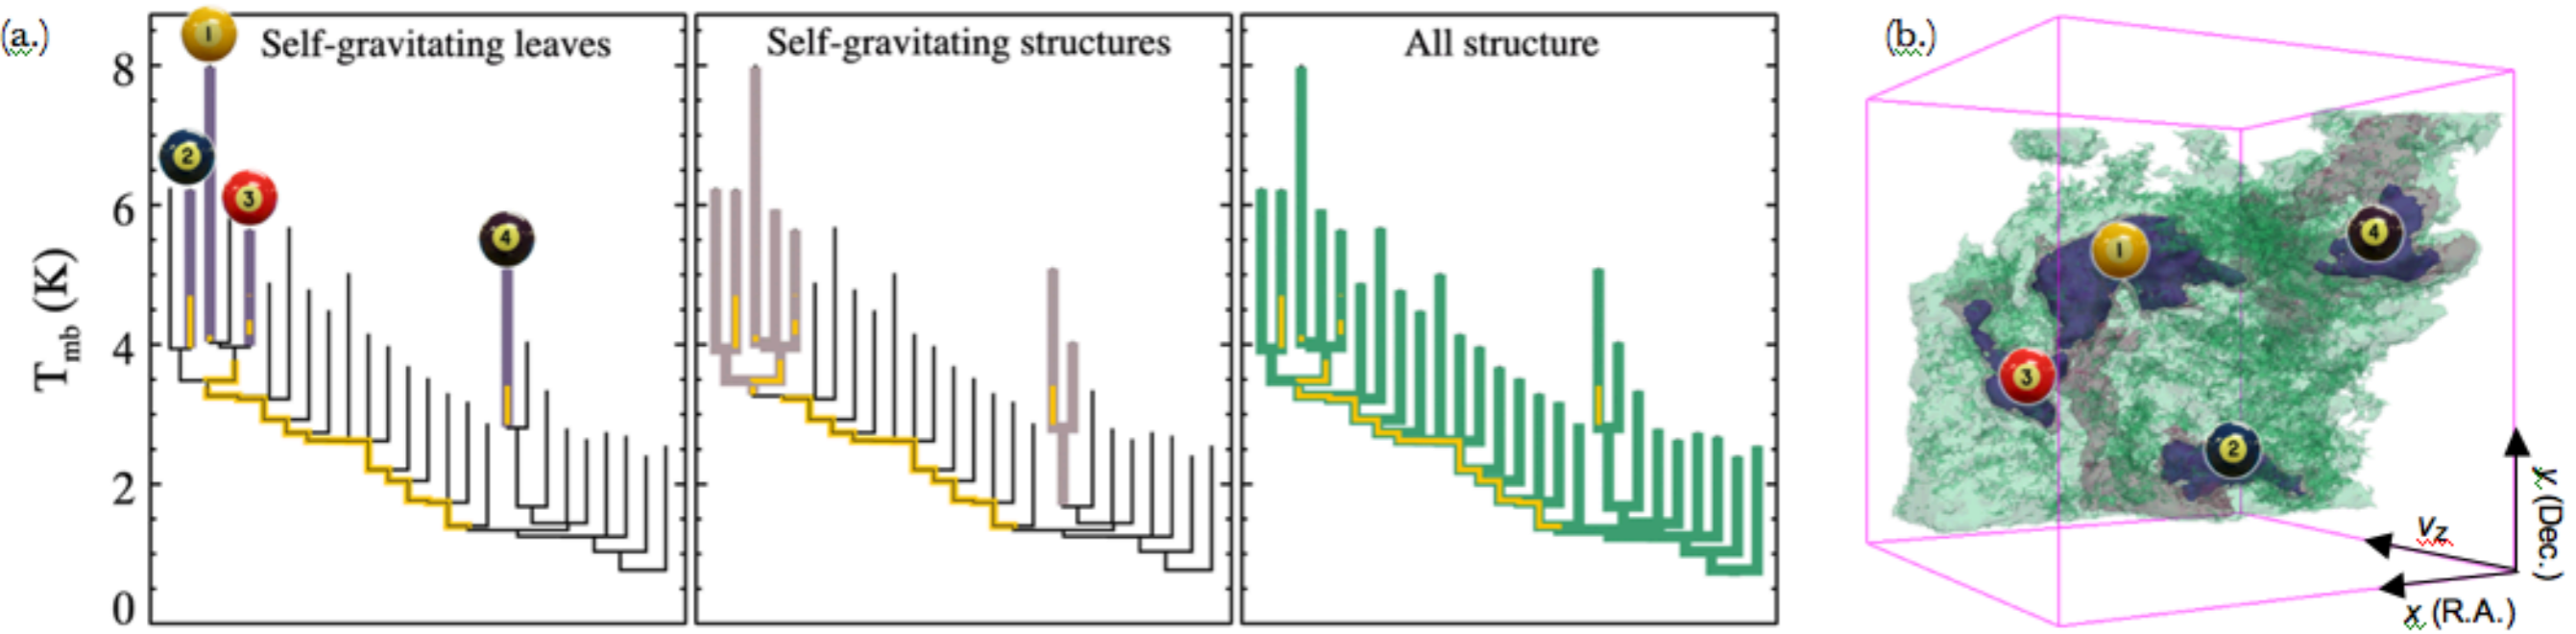 (a.)
Self-gravitating leaves
Self-gravitating structures
All structure
(b.)
8
6
4
2
0
T_mb (K)
1
2
3
4
1
4
3
2
v_z
y (Dec.)
x (R.A.)